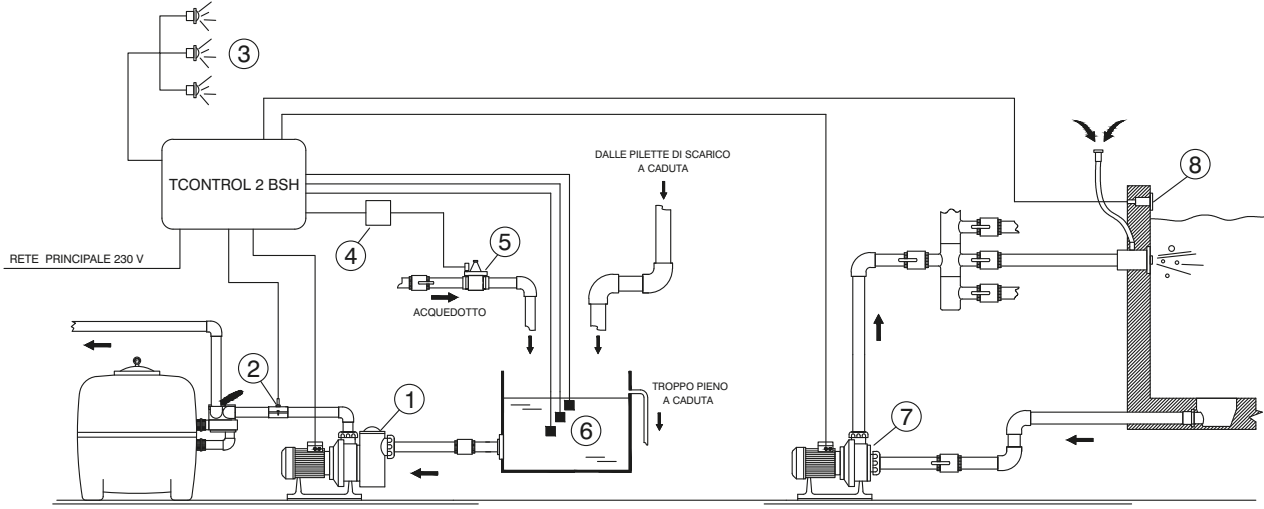 3
DALLE PILETTE DI SCARICO
A CADUTA
TCONTROL 2 BSH
8
4
5
RETE PRINCIPALE 230 V
ACQUEDOTTO
2
1
TROPPO PIENO
A CADUTA
6
7